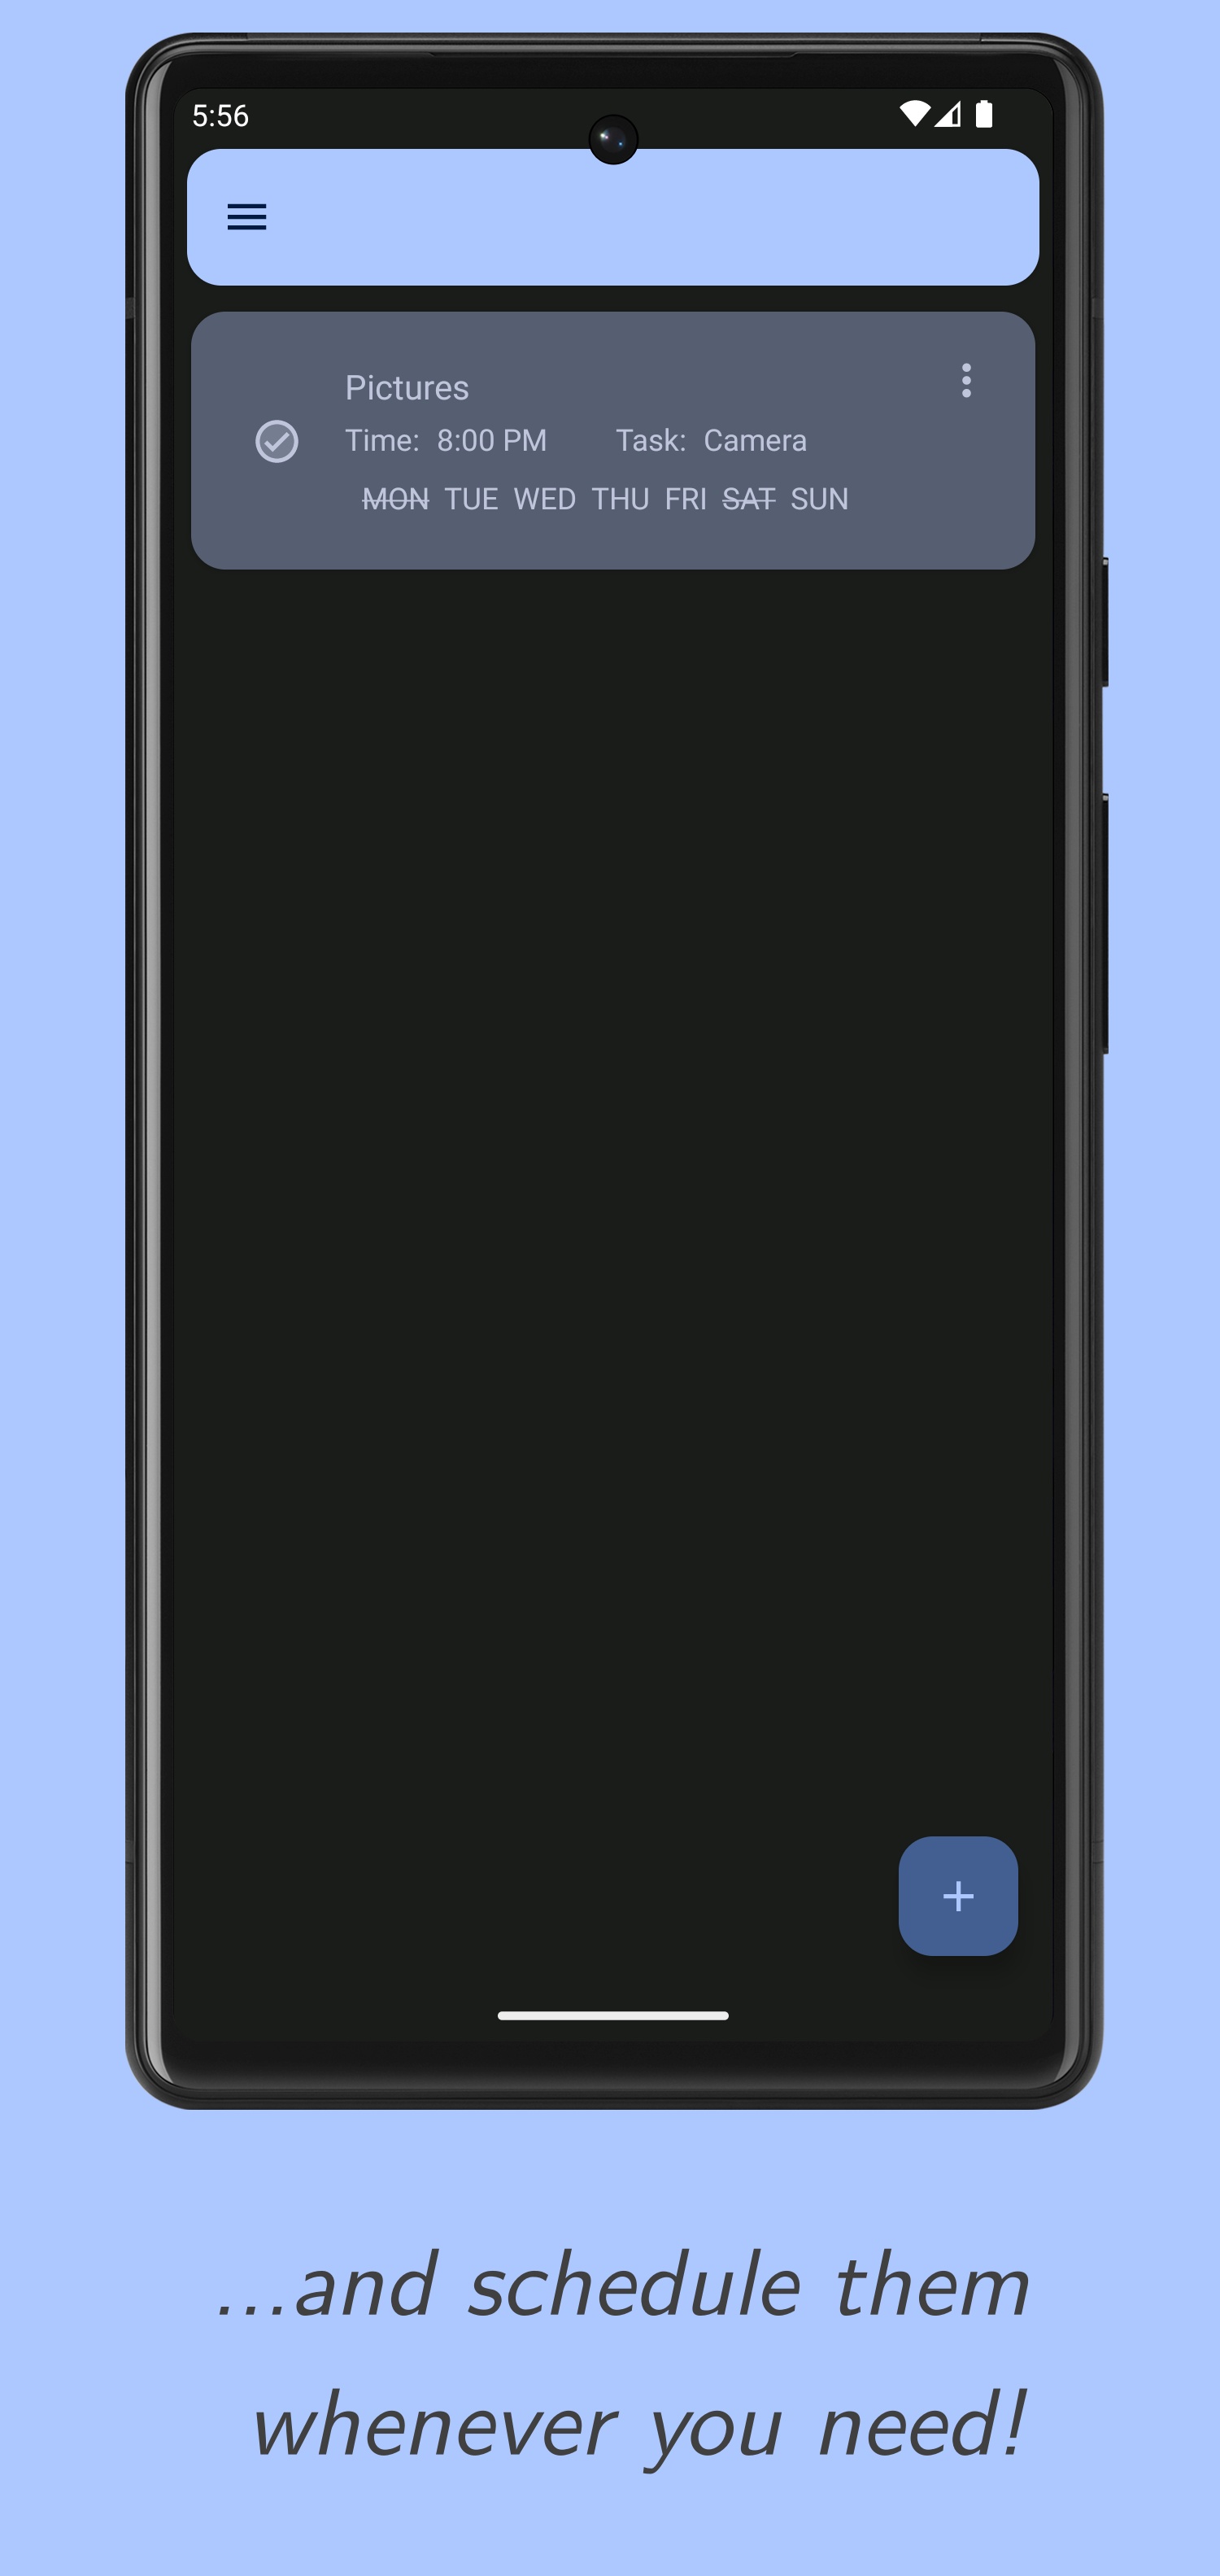 5:56
Pictures
Time: 8:00 PM Task: Camera
MON TUE WED THU FRI SAT SUN
...and schedule them
whenever you need!